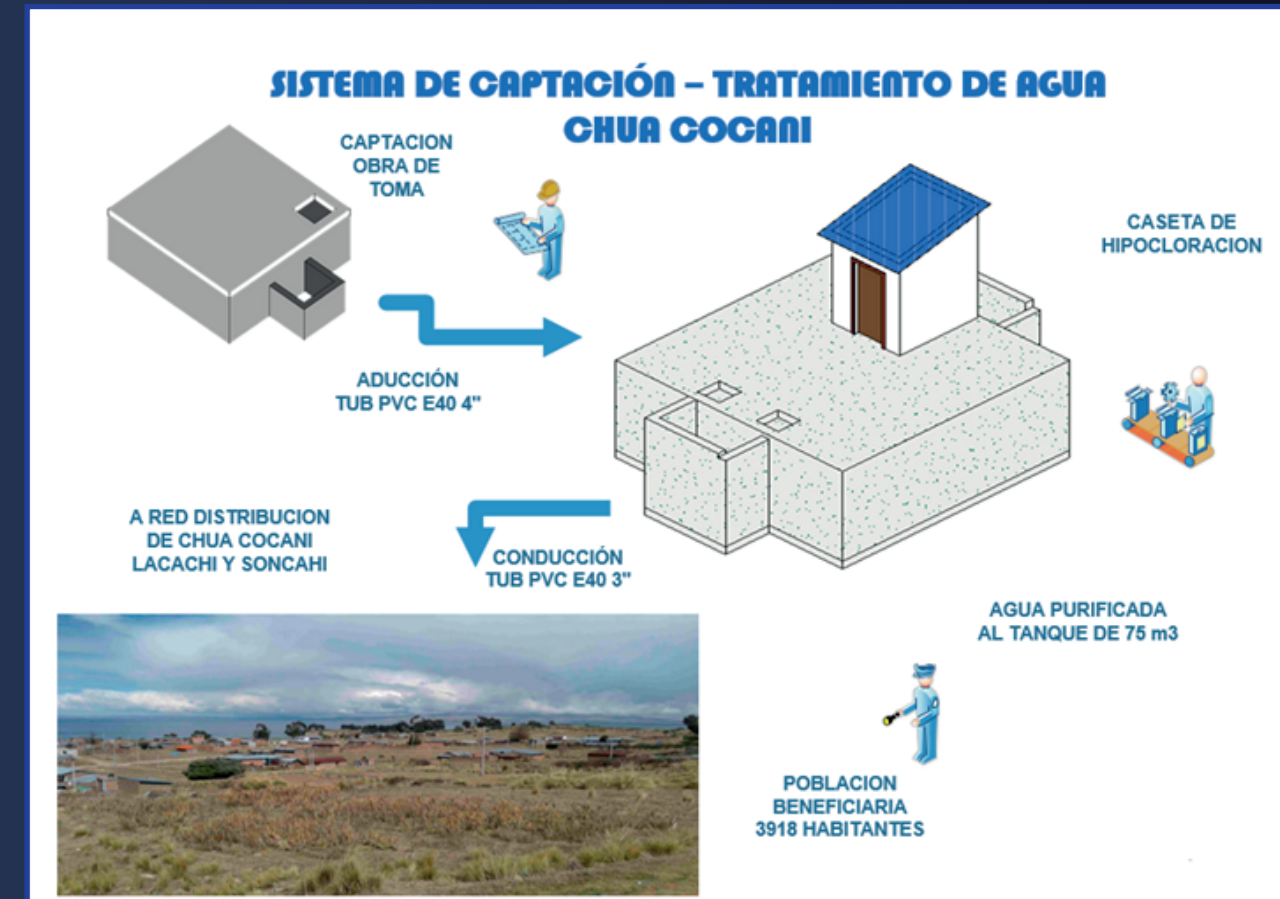 SISTEMA DE CAPTACIÓN – TRATAMIENTO DE AGUA
CHUA COCANI
CAPTACION
OBRA DE
TOMA
CASETA DE
HIPOCLORACION
ADUCCIÓN
TUB PVC E40 4"
A RED DISTRIBUCION
DE CHUA COCANI
LACACHI Y SONCAHI
CONDUCCIÓN
TUB PVC E40 3"
AGUA PURIFICADA
AL TANQUE DE 75 m3
POBLACION
BENEFICIARIA
3918 HABITANTES